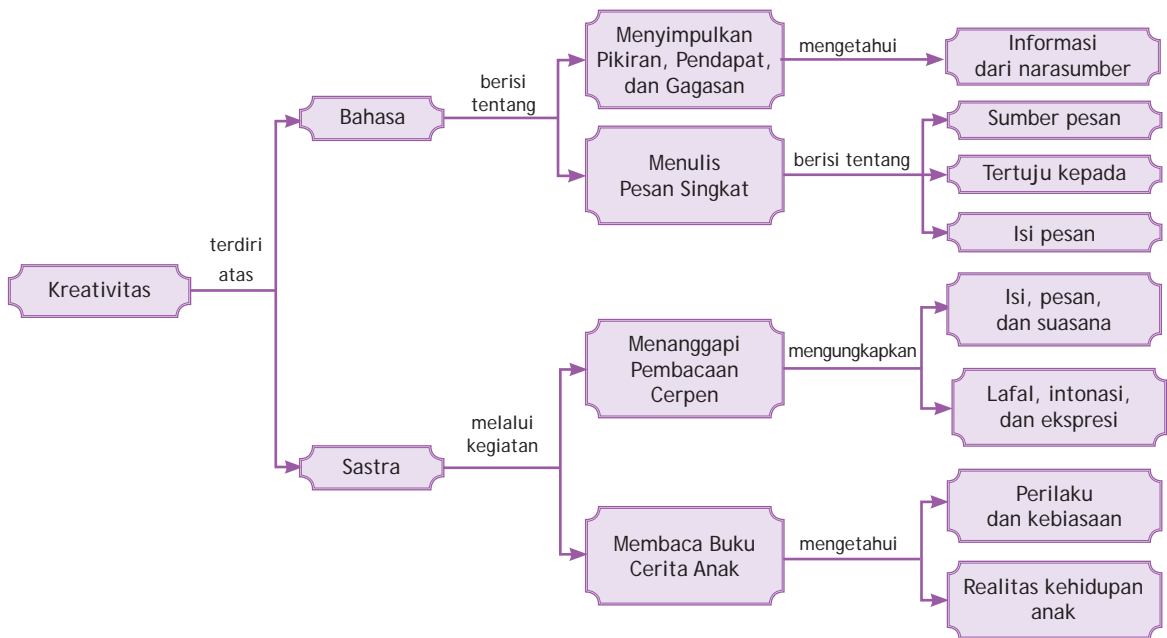 Kreativitas
terdiri
atas
Bahasa
berisi
tentang
Menyimpulkan
Pikiran, Pendapat,
dan Gagasan
mengetahui
Informasi
dari narasumber
Menulis
Pesan Singkat
berisi tentang
Sumber pesan
Tertuju kepada
Isi pesan
Sastra
melalui
kegiatan
Menanggapi
Pembacaan
Cerpen
mengungkapkan
Isi, pesan,
dan suasana
Lafal, intonasi,
dan ekspresi
Membaca Buku
Cerita Anak
mengetahui
Perilaku
dan kebiasaan
Realitas kehidupan
anak